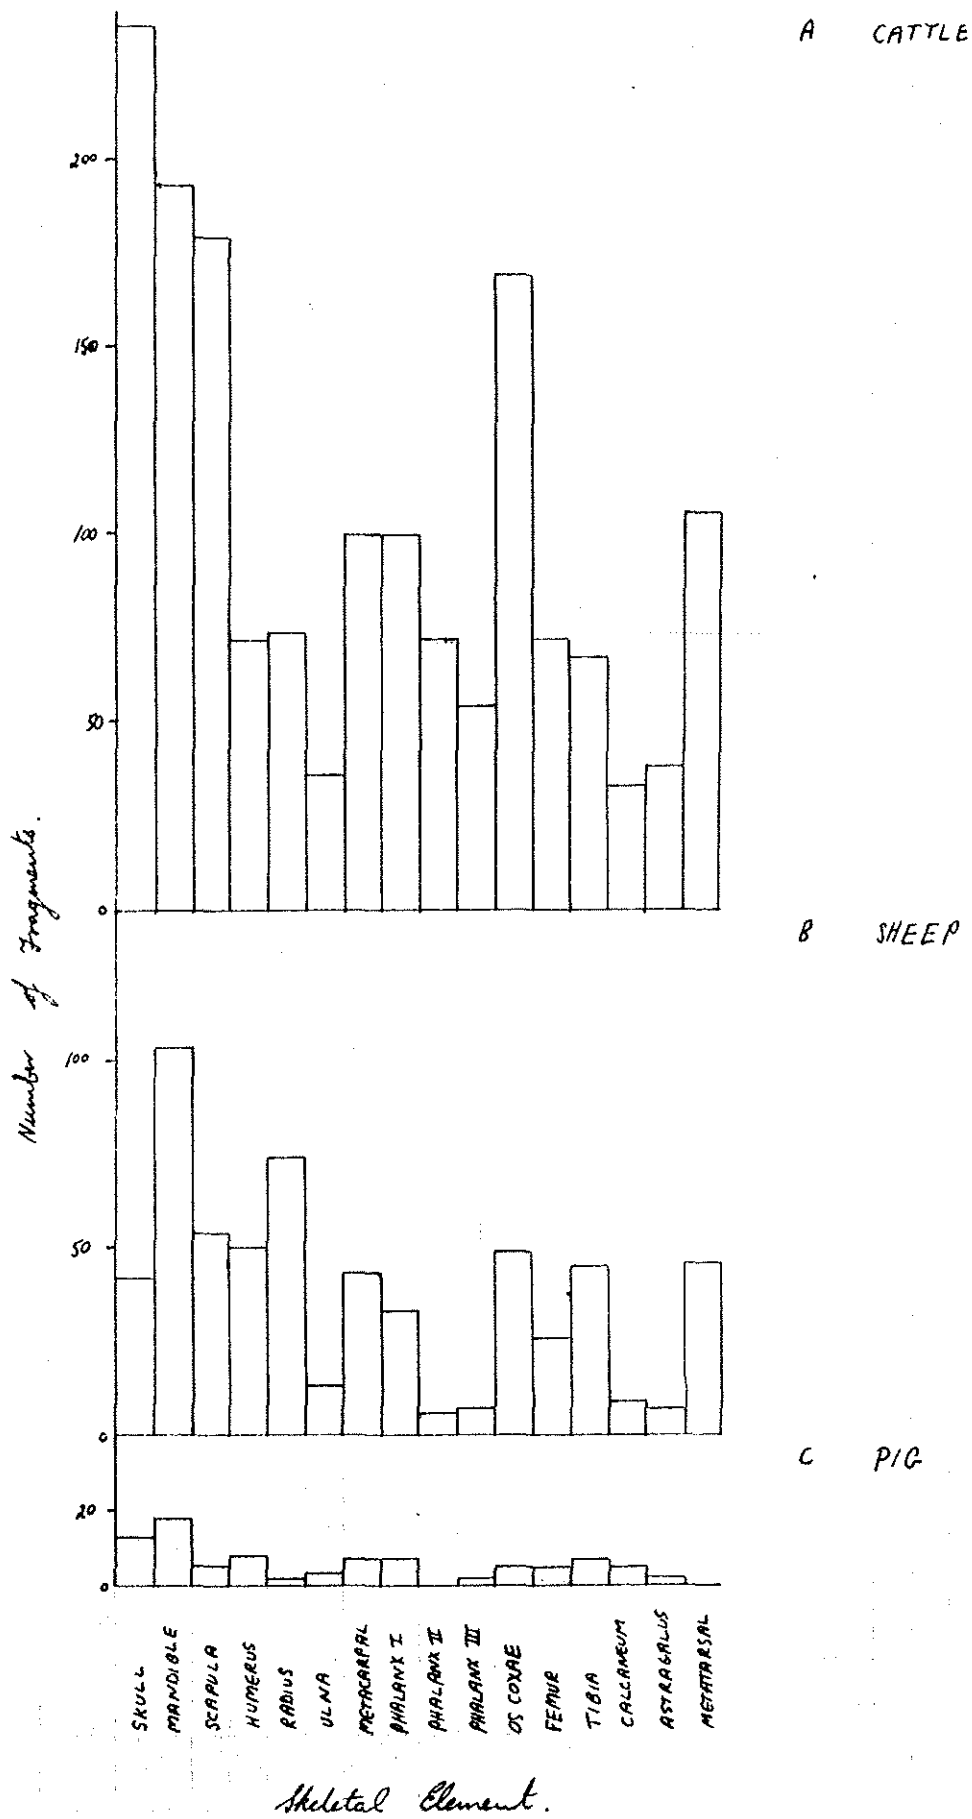 A CATTLE
200
150
100
50
0
Number of Fragments.
B SHEEP
100
50
0
C PIG
20
0
SKULL
MANDIBLE
SCAPULA
HUMERUS
RADIUS
ULNA
METACARPAL
PHALANX I
PHALANX II
PHALANX III
OS COXAE
FEMUR
TIBIA
CALCANEUM
ASTRAGALUS
METATARSAL
Skeletal Element.